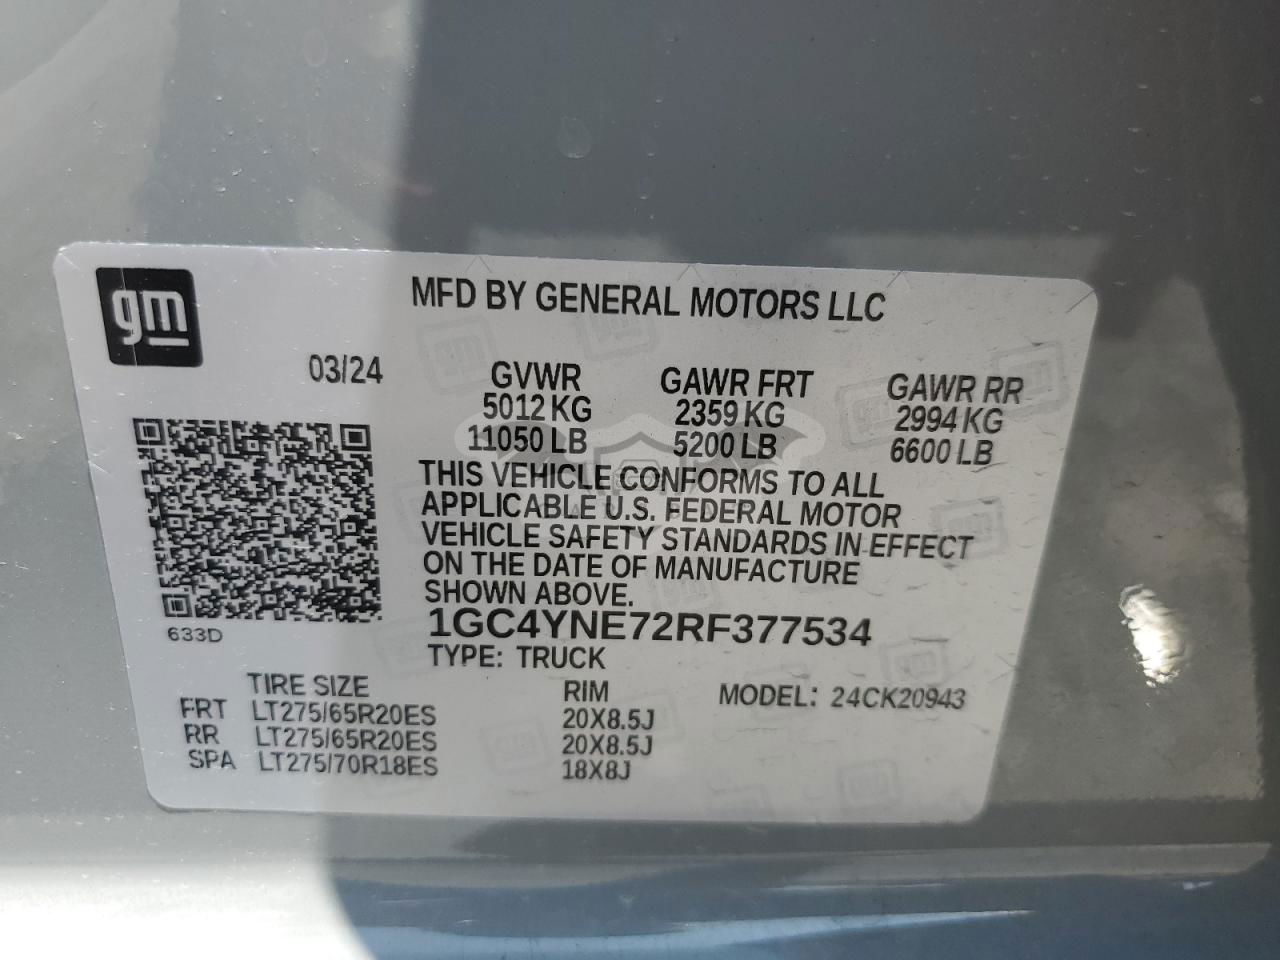 gm
MFD BY GENERAL MOTORS LLC
03/24
GVWR GAWR FRT GAWR RR
5012 KG 2359 KG 2994 KG
11050 LB 5200 LB 6600 LB
THIS VEHICLE CONFORMS TO ALL
APPLICABLE U.S. FEDERAL MOTOR
VEHICLE SAFETY STANDARDS IN EFFECT
ON THE DATE OF MANUFACTURE
SHOWN ABOVE.
633D
1GC4YNE72RF377534
TYPE: TRUCK
TIRE SIZE RIM MODEL: 24CK20943
FRT LT275/65R20ES 20X8.5J
RR LT275/65R20ES 20X8.5J
SPA LT275/70R18ES 18X8J